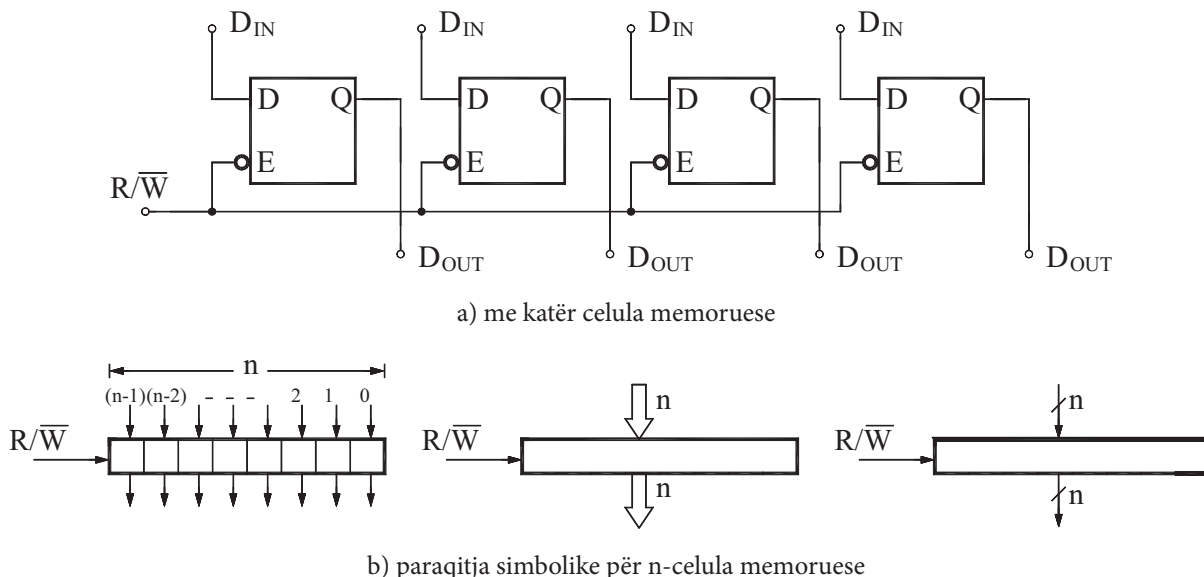 D_IN D_IN D_IN D_IN
D Q D Q D Q D Q
E E E E
R/W̅
D_OUT D_OUT D_OUT D_OUT
a) me katër celula memoruese
n
(n-1)(n-2) - - - 2 1 0
n n
R/W̅ R/W̅ R/W̅
n n
b) paraqitja simbolike për n-celula memoruese